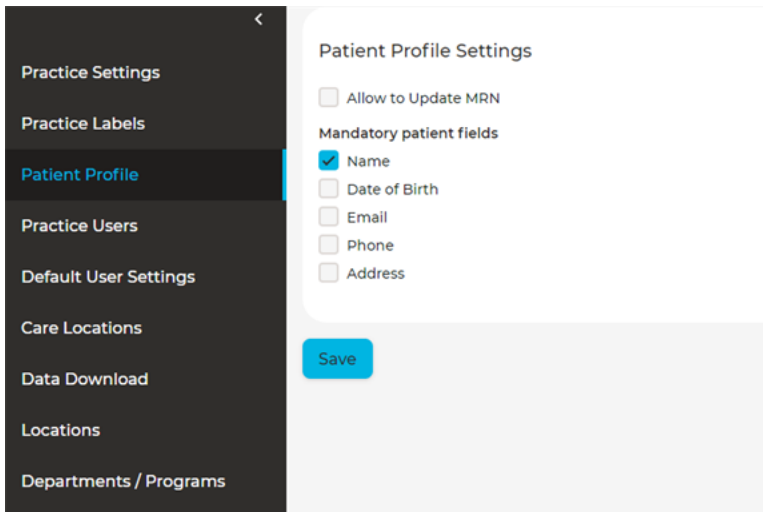 Practice Settings
Practice Labels
Patient Profile
Practice Users
Default User Settings
Care Locations
Data Download
Locations
Departments / Programs
Patient Profile Settings
Allow to Update MRN
Mandatory patient fields
Name
Date of Birth
Email
Phone
Address
Save